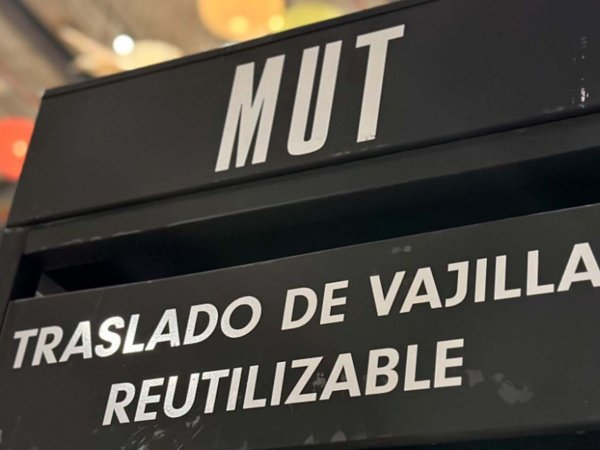 MUT
TRASLADO DE VAJILLA
REUTILIZABLE